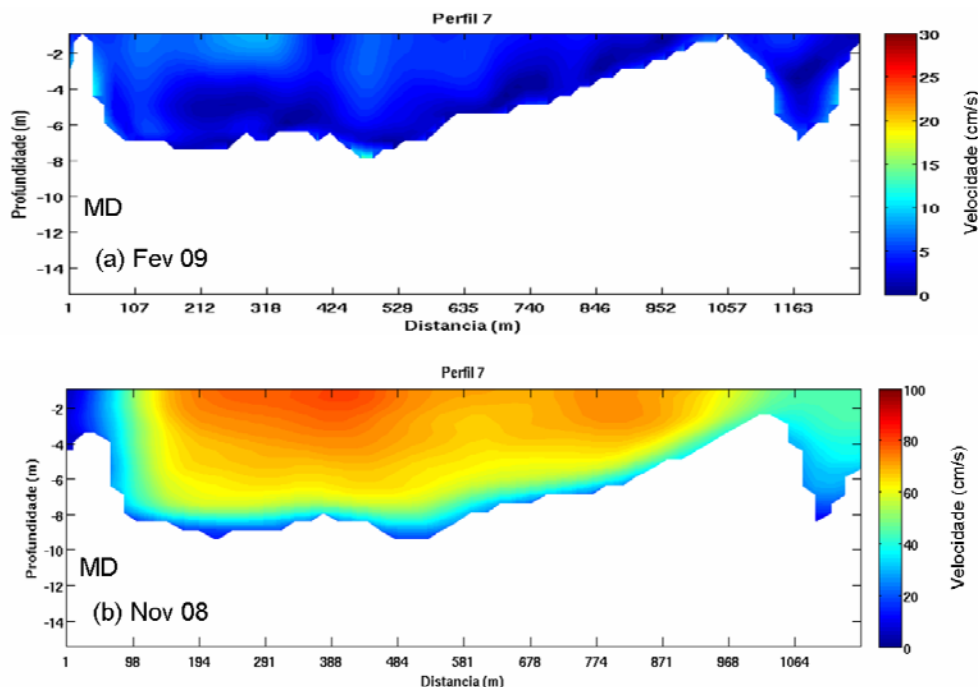 Perfil 7
-2
-4
-6
-8
-10
-12
-14
Profundidade (m)
MD
(a) Fev 09
1 107 212 318 424 529 635 740 846 952 1057 1163
Distancia (m)
30
25
20
15
10
5
0
Velocidade (cm/s)
Perfil 7
-2
-4
-6
-8
-10
-12
-14
Profundidade (m)
MD
(b) Nov 08
1 98 194 291 388 484 581 678 774 871 968 1064
Distancia (m)
100
80
60
40
20
0
Velocidade (cm/s)